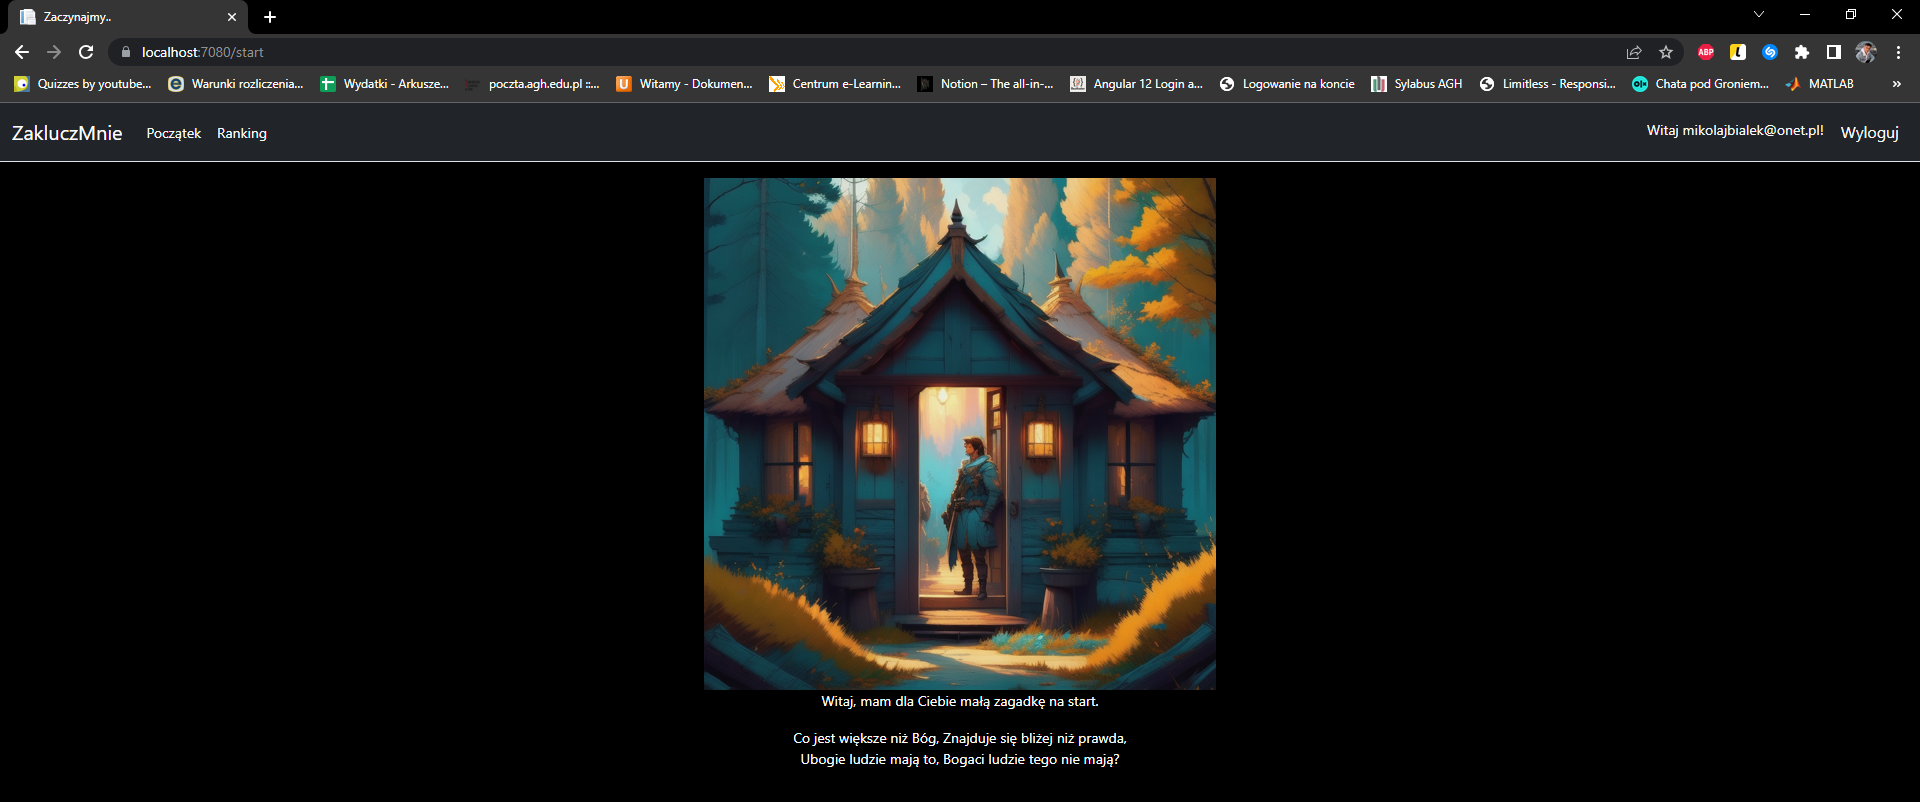 Zaczynajmy..
localhost:7080/start
ABP
Quizzes by youtube... Warunki rozliczenia... Wydatki - Arkusze... poczta.agh.edu.pl ::... Witamy - Dokumen... Centrum e-Learnin... Notion – The all-in-... Angular 12 Login a... Logowanie na koncie Sylabus AGH Limitless - Responsi... Chata pod Groniem... MATLAB »
ZakluczMnie Początek Ranking Witaj mikolajbialek@onet.pl! Wyloguj
Witaj, mam dla Ciebie małą zagadkę na start.
Co jest większe niż Bóg, Znajduje się bliżej niż prawda,
Ubogie ludzie mają to, Bogaci ludzie tego nie mają?